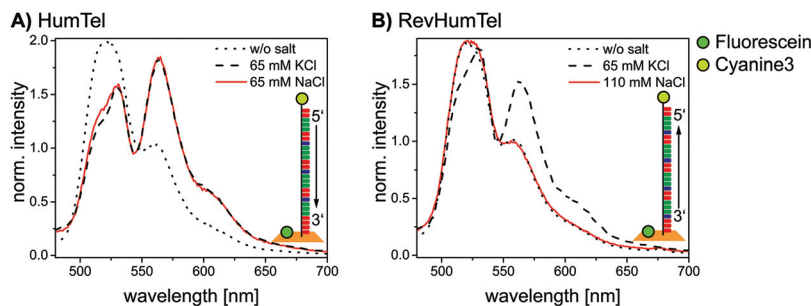 A) HumTel
B) RevHumTel
Fluorescein
Cyanine3
norm. intensity
2.0
1.5
1.0
0.5
0.0
w/o salt
65 mM KCl
65 mM NaCl
5‘
3‘
500 550 600 650 700
wavelength [nm]
norm. intensity
1.5
1.0
0.5
0.0
w/o salt
65 mM KCl
110 mM NaCl
5‘
3‘
500 550 600 650 700
wavelength [nm]